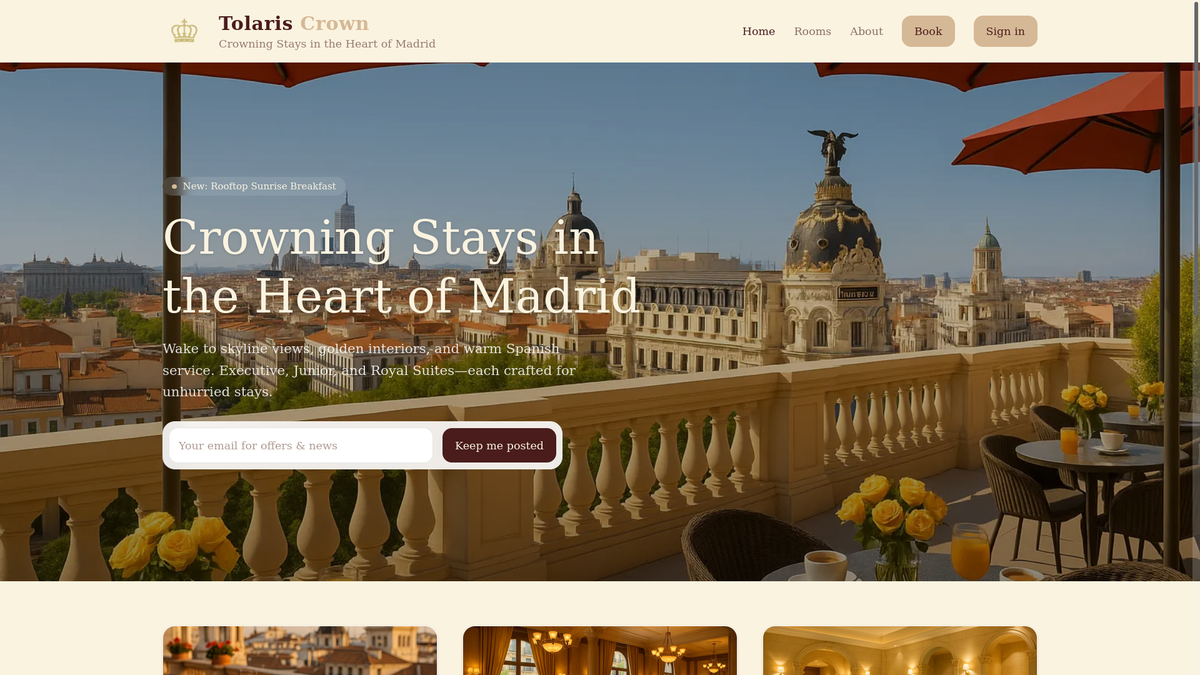 Tolaris Crown
Crowning Stays in the Heart of Madrid
Home
Rooms
About
Book
Sign in
New: Rooftop Sunrise Breakfast
Crowning Stays in
the Heart of Madrid
Wake to skyline views, golden interiors, and warm Spanish
service. Executive, Junior, and Royal Suites—each crafted for
unhurried stays.
Your email for offers & news
Keep me posted